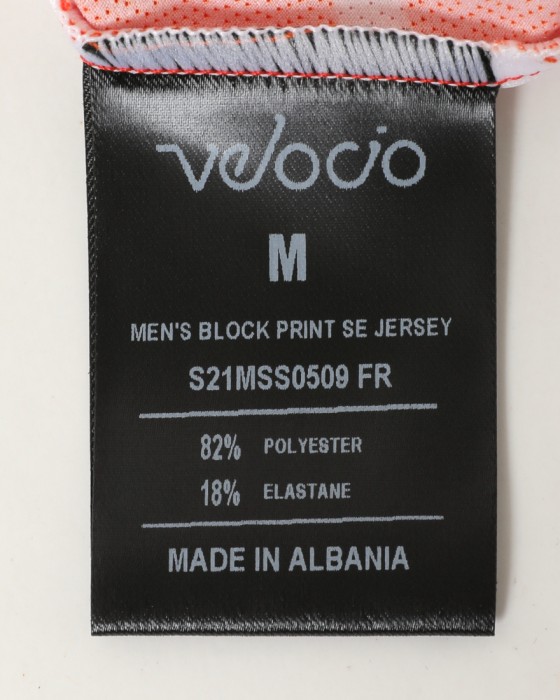 velocio
M
MEN'S BLOCK PRINT SE JERSEY
S21MSS0509 FR
82% POLYESTER
18% ELASTANE
MADE IN ALBANIA